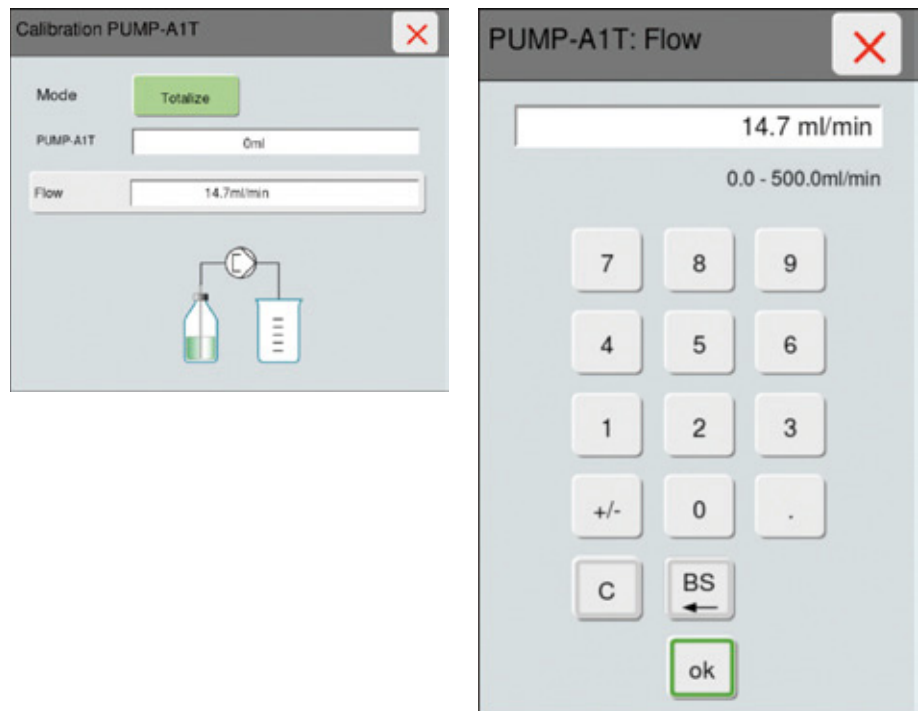 Calibration PUMP-A1T
Mode Totalize
PUMP-A1T 0ml
Flow 14.7ml/min
PUMP-A1T: Flow
14.7 ml/min
0.0 - 500.0ml/min
7 8 9
4 5 6
1 2 3
+/- 0 .
C BS
ok